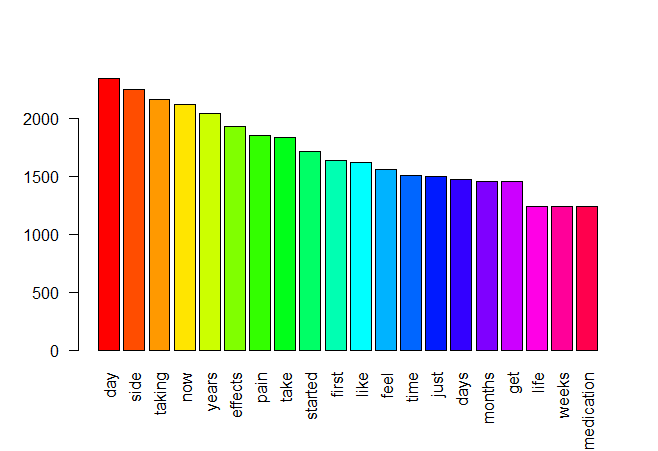 2000
1500
1000
500
0
day
side
taking
now
years
effects
pain
take
started
first
like
feel
time
just
days
months
get
life
weeks
medication